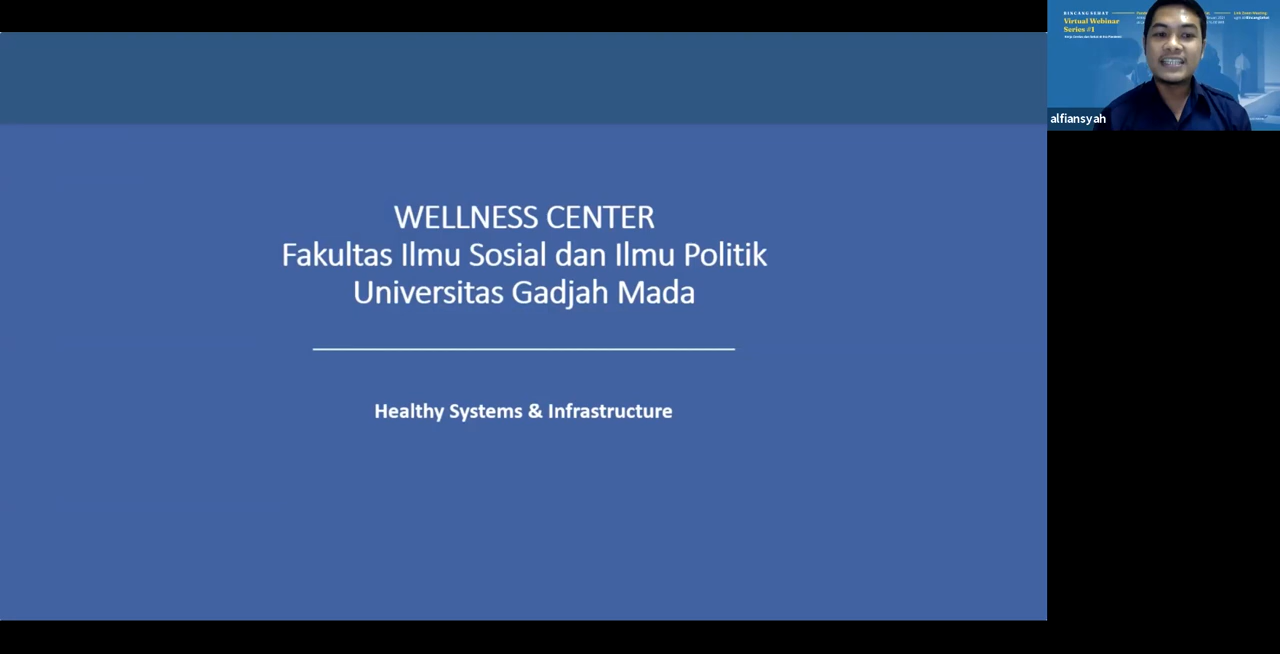 WELLNESS CENTER
Fakultas Ilmu Sosial dan Ilmu Politik
Universitas Gadjah Mada
Healthy Systems & Infrastructure
BINCANGSEHAT
Virtual Webinar
Series #1
alfiansyah